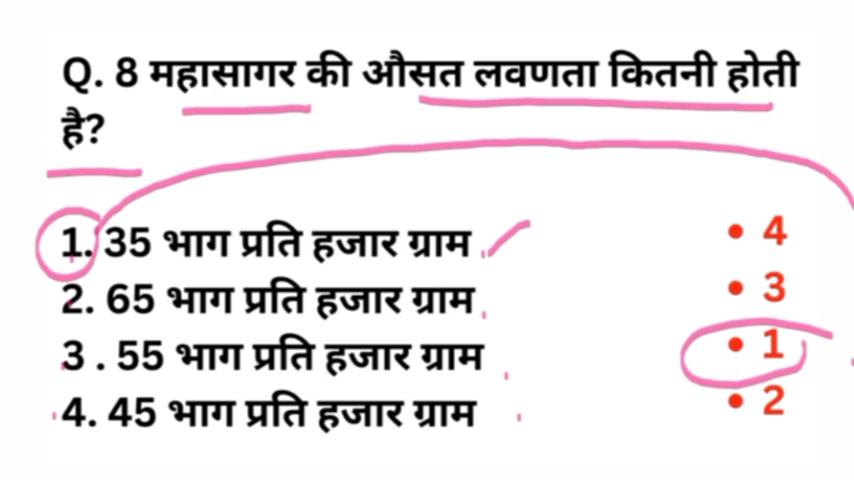 Q. 8 महासागर की औसत लवणता कितनी होती
है?
1. 35 भाग प्रति हजार ग्राम
2. 65 भाग प्रति हजार ग्राम
3 . 55 भाग प्रति हजार ग्राम
4. 45 भाग प्रति हजार ग्राम
• 4
• 3
• 1
• 2